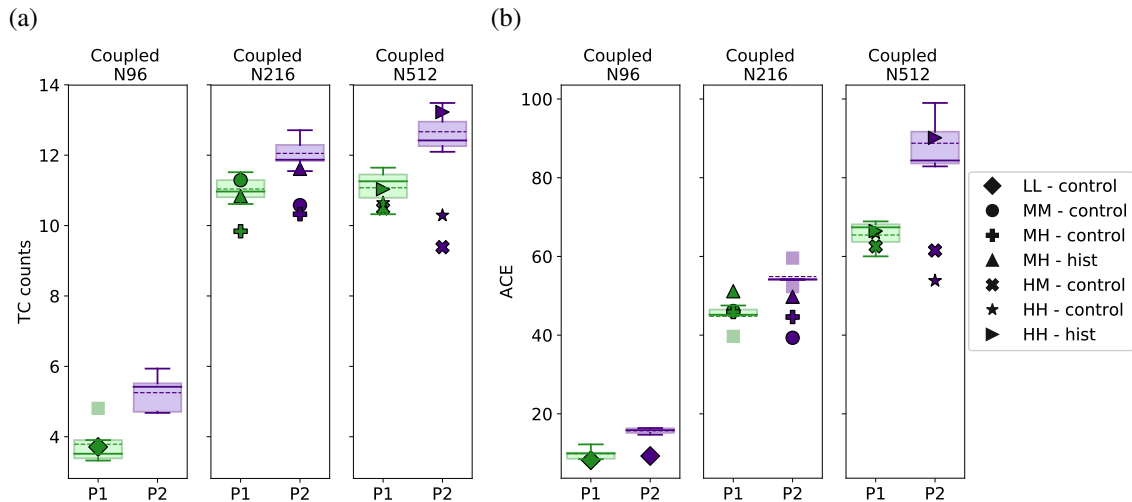 (a)
(b)
Coupled
N96
Coupled
N216
Coupled
N512
Coupled
N96
Coupled
N216
Coupled
N512
TC counts
14
12
10
8
6
4
P1 P2
P1 P2
P1 P2
ACE
100
80
60
40
20
P1 P2
P1 P2
P1 P2
LL - control
MM - control
MH - control
MH - hist
HM - control
HH - control
HH - hist